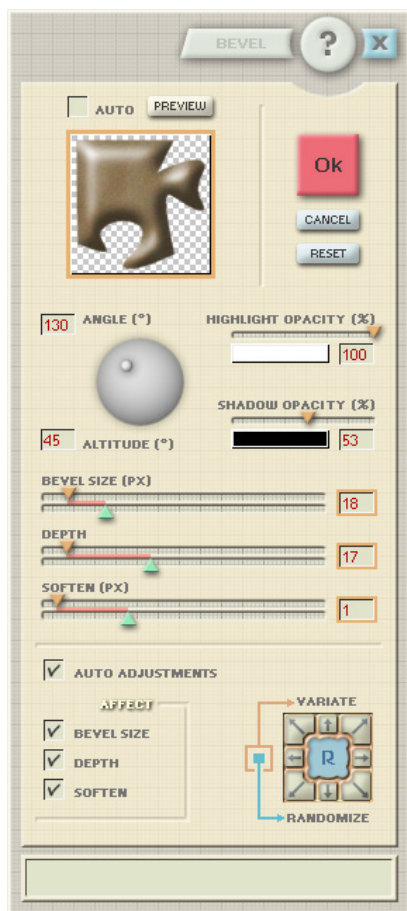 BEVEL
?
X
AUTO
PREVIEW
Ok
CANCEL
RESET
130 ANGLE (°)
HIGHLIGHT OPACITY (%)
100
SHADOW OPACITY (%)
45 ALTITUDE (°)
53
BEVEL SIZE (PX)
18
DEPTH
17
SOFTEN (PX)
1
AUTO ADJUSTMENTS
AFFECT
BEVEL SIZE
DEPTH
SOFTEN
VARIATE
R
RANDOMIZE